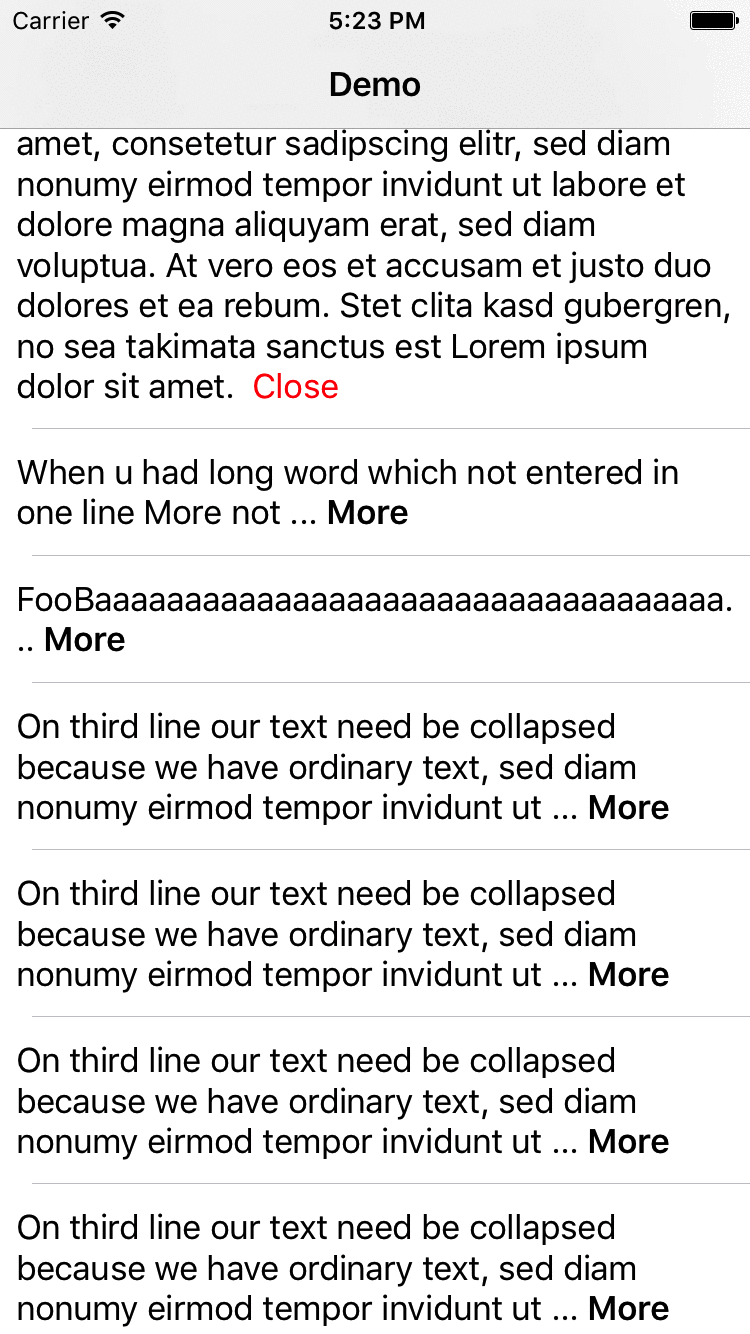 Carrier 5:23 PM
Demo
amet, consetetur sadipscing elitr, sed diam
nonumy eirmod tempor invidunt ut labore et
dolore magna aliquyam erat, sed diam
voluptua. At vero eos et accusam et justo duo
dolores et ea rebum. Stet clita kasd gubergren,
no sea takimata sanctus est Lorem ipsum
dolor sit amet.  Close
When u had long word which not entered in
one line More not ... More
FooBaaaaaaaaaaaaaaaaaaaaaaaaaaaaaaaaaaa.
.. More
On third line our text need be collapsed
because we have ordinary text, sed diam
nonumy eirmod tempor invidunt ut ... More
On third line our text need be collapsed
because we have ordinary text, sed diam
nonumy eirmod tempor invidunt ut ... More
On third line our text need be collapsed
because we have ordinary text, sed diam
nonumy eirmod tempor invidunt ut ... More
On third line our text need be collapsed
because we have ordinary text, sed diam
nonumy eirmod tempor invidunt ut ... More